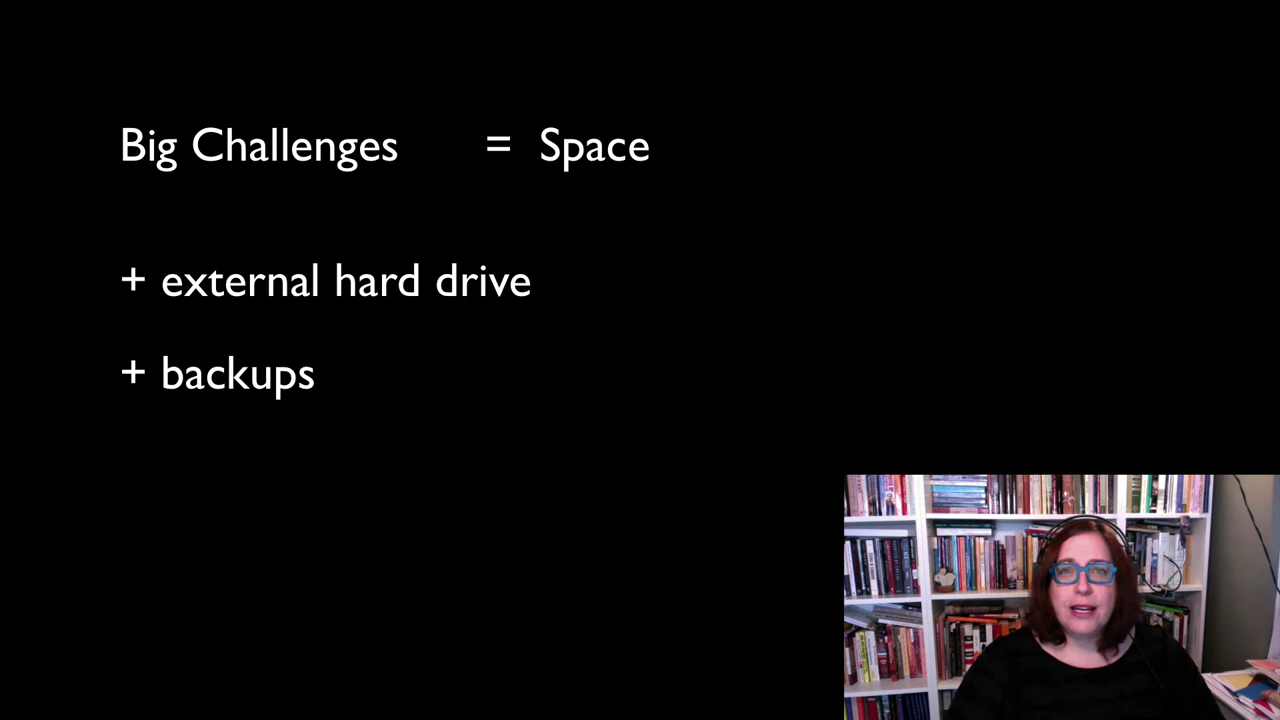 Big Challenges = Space
+ external hard drive
+ backups